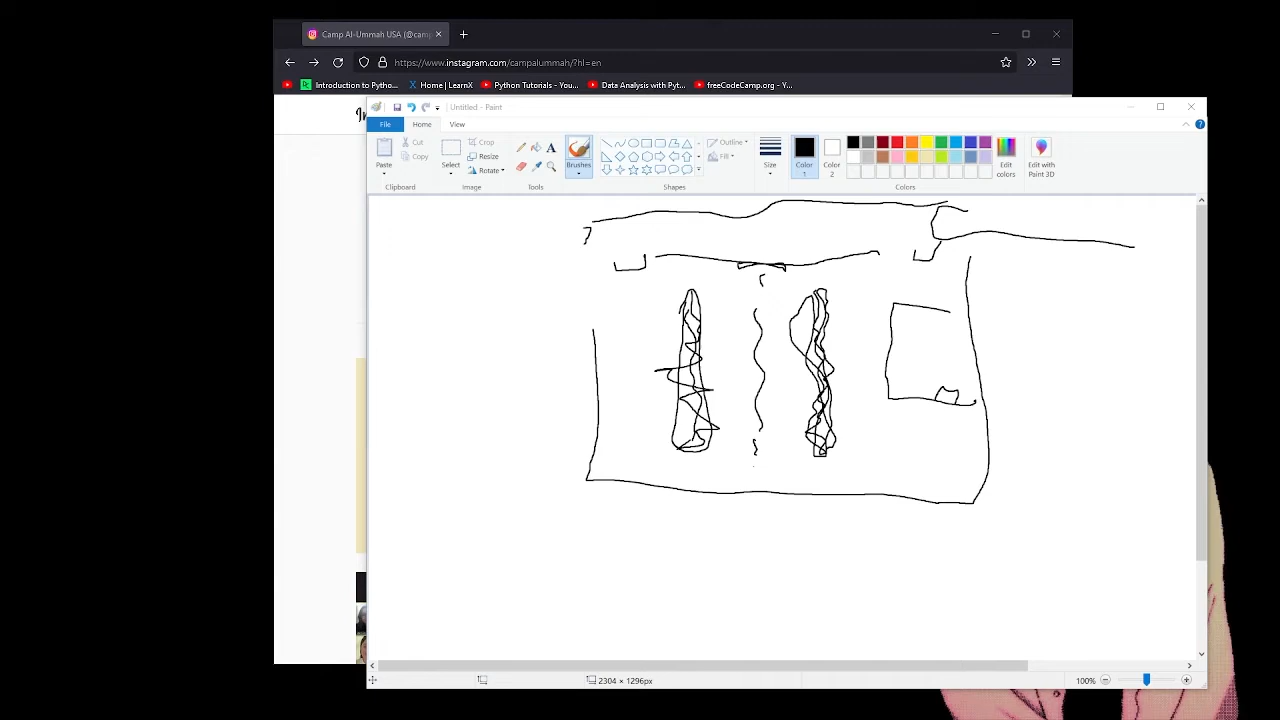 Camp Al-Ummah USA (@camp
https://www.instagram.com/campalummah/?hl=en
Introduction to Pytho...
Home | LearnX
Python Tutorials - You...
Data Analysis with Pyt...
freeCodeCamp.org - Y...
Untitled - Paint
File
Home
View
Paste
Cut
Copy
Clipboard
Select
Crop
Resize
Rotate
Image
A
Tools
Brushes
Shapes
Outline
Fill
Size
Color 1
Color 2
Edit colors
Colors
Edit with Paint 3D
2304 × 1296px
100%